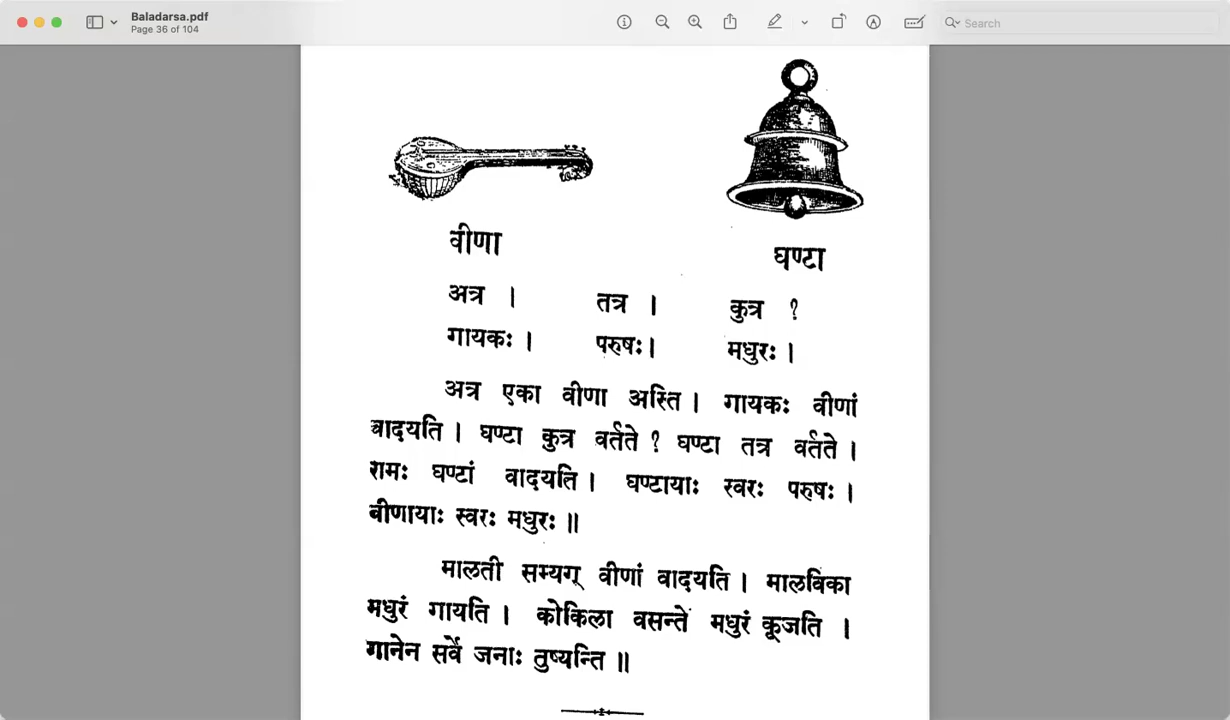 Baladarsa.pdf
Page 36 of 104
Search
वीणा
घण्टा
अत्र । तत्र । कुत्र ?
गायकः । परुषः। मधुरः ।
अत्र एका वीणा अस्ति । गायकः वीणां
वादयति । घण्टा कुत्र वर्तते ? घण्टा तत्र वर्तते ।
रामः घण्टां वादयति । घण्टायाः स्वरः परुषः ।
वीणायाः स्वरः मधुरः ॥
मालती सम्यग् वीणां वादयति । मालविका
मधुरं गायति । कोकिला वसन्ते मधुरं कूजति ।
गानेन सर्वे जनाः तुष्यन्ति ॥